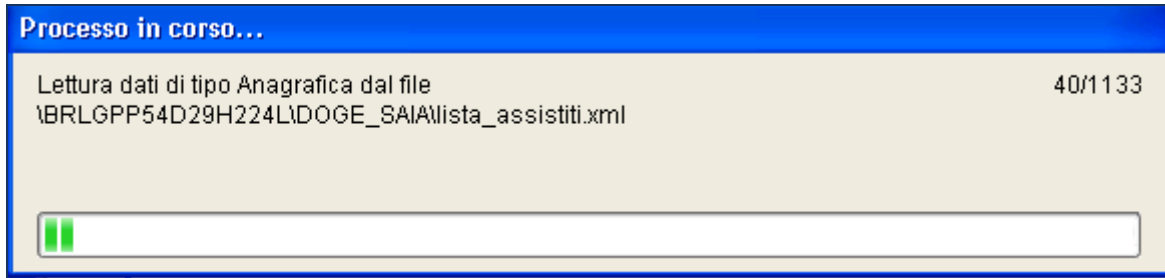 Processo in corso...
Lettura dati di tipo Anagrafica dal file 40/1133
\BRLGPP54D29H224L\DOGE_SAIA\lista_assistiti.xml